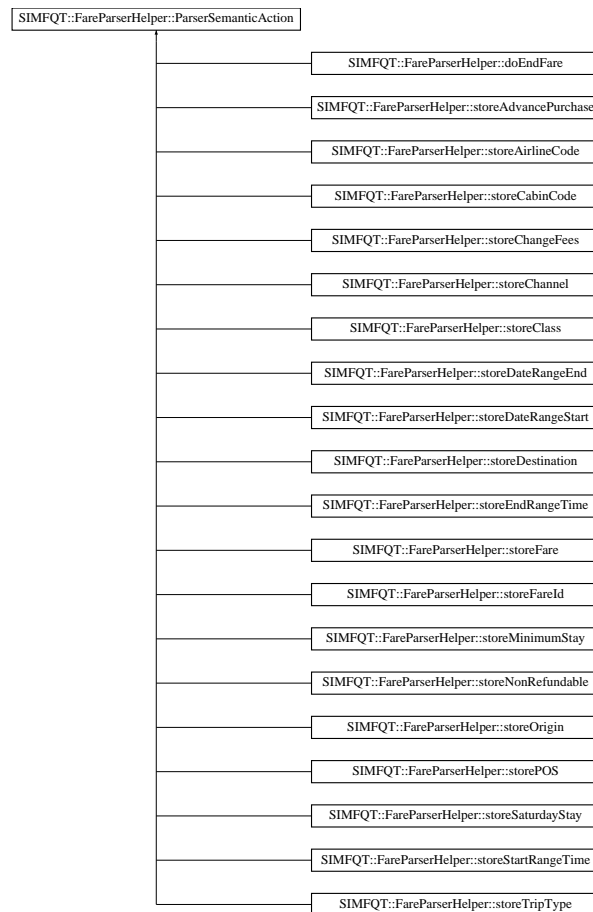 SIMFQT::FareParserHelper::ParserSemanticAction
SIMFQT::FareParserHelper::doEndFare
SIMFQT::FareParserHelper::storeAdvancePurchase
SIMFQT::FareParserHelper::storeAirlineCode
SIMFQT::FareParserHelper::storeCabinCode
SIMFQT::FareParserHelper::storeChangeFees
SIMFQT::FareParserHelper::storeChannel
SIMFQT::FareParserHelper::storeClass
SIMFQT::FareParserHelper::storeDateRangeEnd
SIMFQT::FareParserHelper::storeDateRangeStart
SIMFQT::FareParserHelper::storeDestination
SIMFQT::FareParserHelper::storeEndRangeTime
SIMFQT::FareParserHelper::storeFare
SIMFQT::FareParserHelper::storeFareId
SIMFQT::FareParserHelper::storeMinimumStay
SIMFQT::FareParserHelper::storeNonRefundable
SIMFQT::FareParserHelper::storeOrigin
SIMFQT::FareParserHelper::storePOS
SIMFQT::FareParserHelper::storeSaturdayStay
SIMFQT::FareParserHelper::storeStartRangeTime
SIMFQT::FareParserHelper::storeTripType